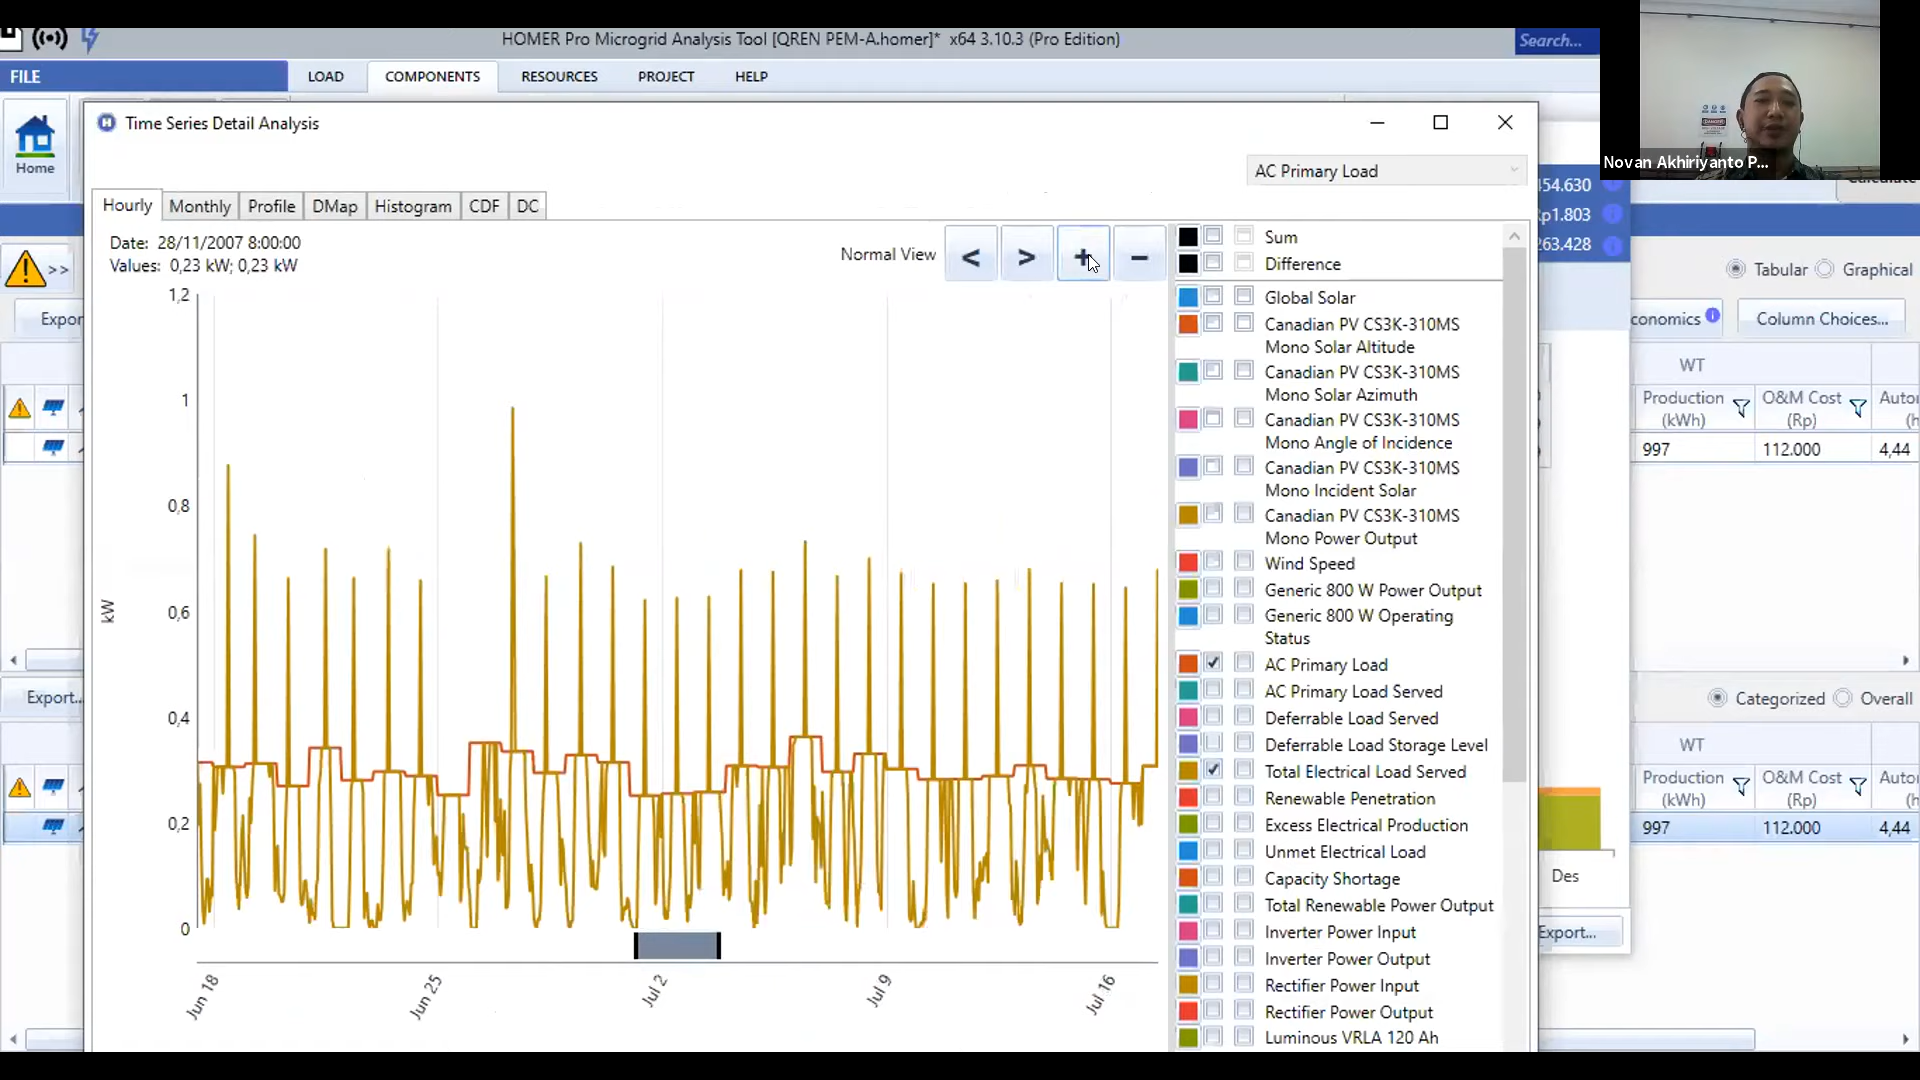 HOMER Pro Microgrid Analysis Tool [QREN PEM-A.homer]* x64 3.10.3 (Pro Edition)
Search...
FILE
LOAD
COMPONENTS
RESOURCES
PROJECT
HELP
Home
Time Series Detail Analysis
Novan Akhiriyanto P...
AC Primary Load
Hourly
Monthly
Profile
DMap
Histogram
CDF
DC
Date: 28/11/2007 8:00:00
Values: 0,23 kW; 0,23 kW
Normal View
<
>
+
−
>>
Expor
1,2
1
0,8
0,6
0,4
0,2
0
kW
Jun 18
Jun 25
Jul 2
Jul 9
Jul 16
Export..
Sum
Difference
Global Solar
Canadian PV CS3K-310MS
Mono Solar Altitude
Canadian PV CS3K-310MS
Mono Solar Azimuth
Canadian PV CS3K-310MS
Mono Angle of Incidence
Canadian PV CS3K-310MS
Mono Incident Solar
Canadian PV CS3K-310MS
Mono Power Output
Wind Speed
Generic 800 W Power Output
Generic 800 W Operating
Status
AC Primary Load
AC Primary Load Served
Deferrable Load Served
Deferrable Load Storage Level
Total Electrical Load Served
Renewable Penetration
Excess Electrical Production
Unmet Electrical Load
Capacity Shortage
Total Renewable Power Output
Inverter Power Input
Inverter Power Output
Rectifier Power Input
Rectifier Power Output
Luminous VRLA 120 Ah
454.630
Rp1.803
263.428
Tabular
Graphical
conomics
Column Choices...
WT
Production
(kWh)
O&M Cost
(Rp)
Autor
(h
997
112.000
4,44
Categorized
Overall
WT
Production
(kWh)
O&M Cost
(Rp)
Autor
(h
997
112.000
4,44
Des
Export...